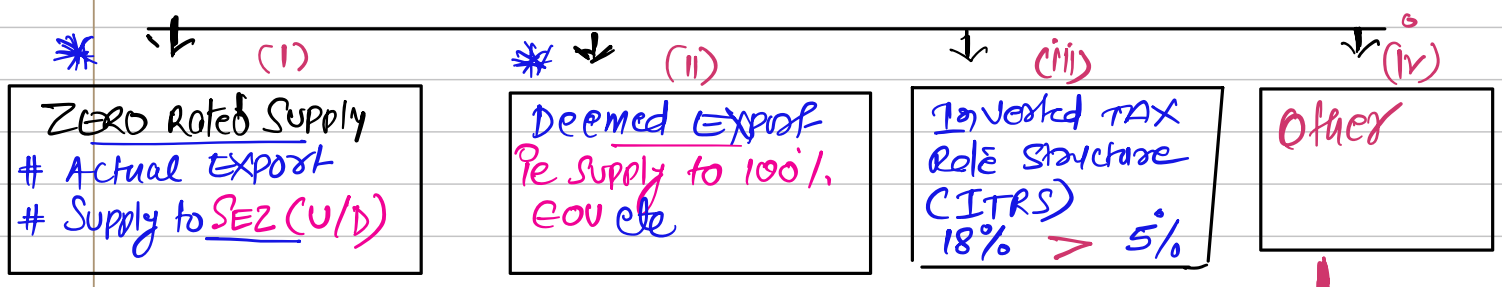 (i)
(ii)
(iii)
(iv)
ZERO Rated Supply
# Actual Export
# Supply to SEZ (U/D)
Deemed Export
ie Supply to 100%
EOU etc
Inverted TAX
Rate Structure
(ITRS)
18% > 5%
Other